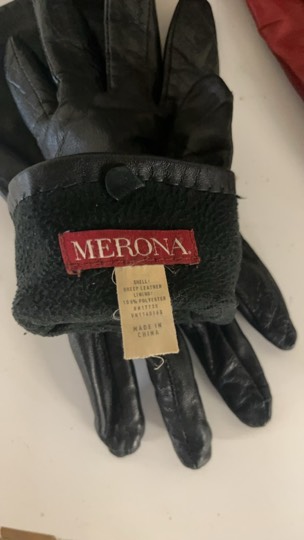 MERONA
SHELL:
SHEEP LEATHER
LINING:
100% POLYESTER
MADE IN
CHINA